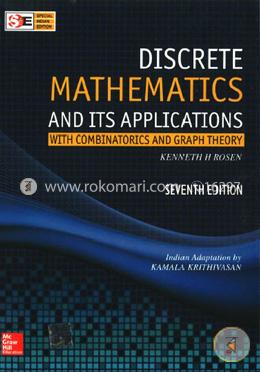 SE
SPECIAL
INDIAN
EDITION
DISCRETE
MATHEMATICS
AND ITS APPLICATIONS
WITH COMBINATORICS AND GRAPH THEORY
KENNETH H ROSEN
www.rokomari.com
SEVENTH EDITION
Indian Adaptation by
KAMALA KRITHIVASAN
Mc
Graw
Hill
Education